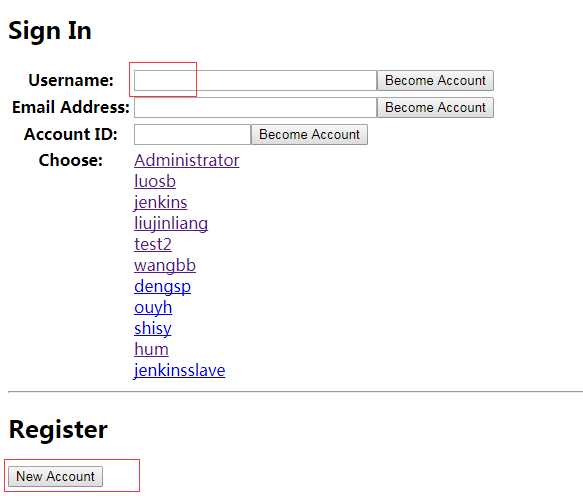 Sign In
Username: Become Account
Email Address: Become Account
Account ID: Become Account
Choose: Administrator
luosb
jenkins
liujinliang
test2
wangbb
dengsp
ouyh
shisy
hum
jenkinsslave
Register
New Account